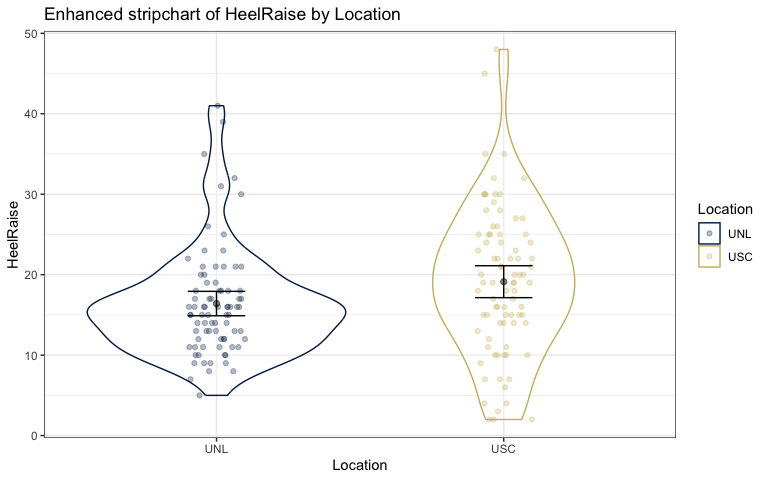 Enhanced stripchart of HeelRaise by Location
50
40
30
20
10
0
HeelRaise
UNL
USC
Location
Location
UNL
USC